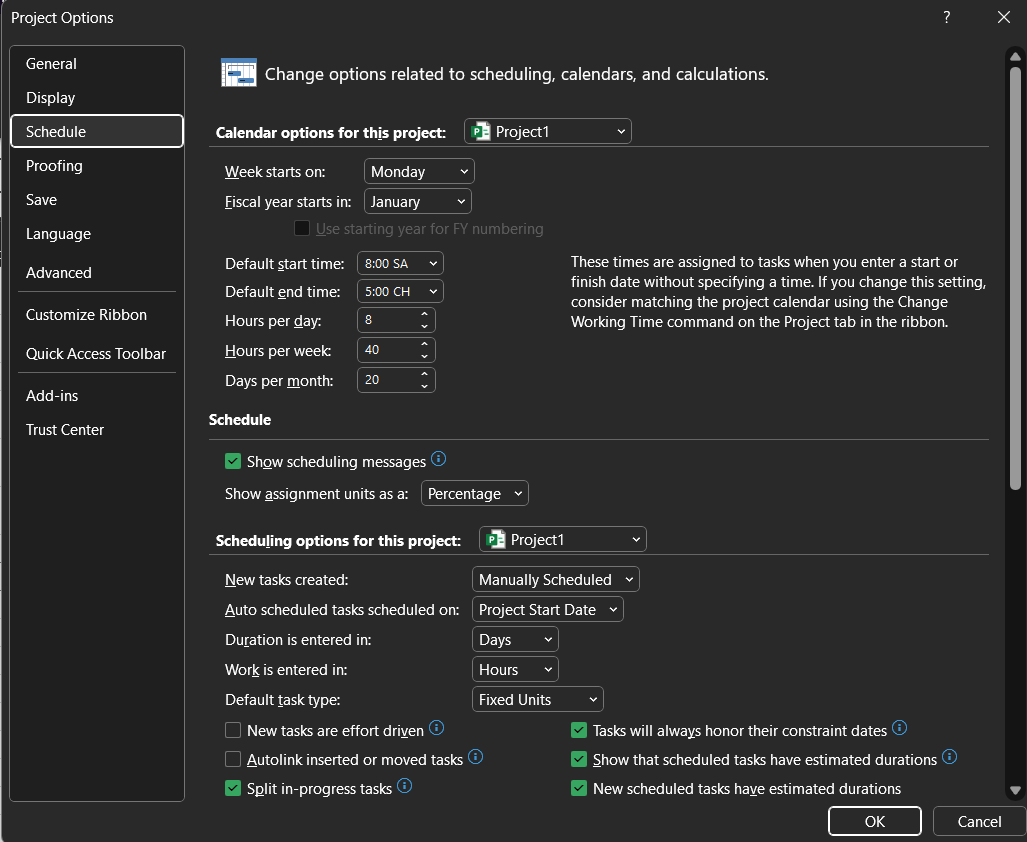 Project Options
?
General
Display
Schedule
Proofing
Save
Language
Advanced
Customize Ribbon
Quick Access Toolbar
Add-ins
Trust Center
Change options related to scheduling, calendars, and calculations.
Calendar options for this project: Project1
Week starts on: Monday
Fiscal year starts in: January
Use starting year for FY numbering
Default start time: 8:00 SA
Default end time: 5:00 CH
Hours per day: 8
Hours per week: 40
Days per month: 20
These times are assigned to tasks when you enter a start or
finish date without specifying a time. If you change this setting,
consider matching the project calendar using the Change
Working Time command on the Project tab in the ribbon.
Schedule
Show scheduling messages
Show assignment units as a: Percentage
Scheduling options for this project: Project1
New tasks created: Manually Scheduled
Auto scheduled tasks scheduled on: Project Start Date
Duration is entered in: Days
Work is entered in: Hours
Default task type: Fixed Units
New tasks are effort driven
Tasks will always honor their constraint dates
Autolink inserted or moved tasks
Show that scheduled tasks have estimated durations
Split in-progress tasks
New scheduled tasks have estimated durations
OK
Cancel